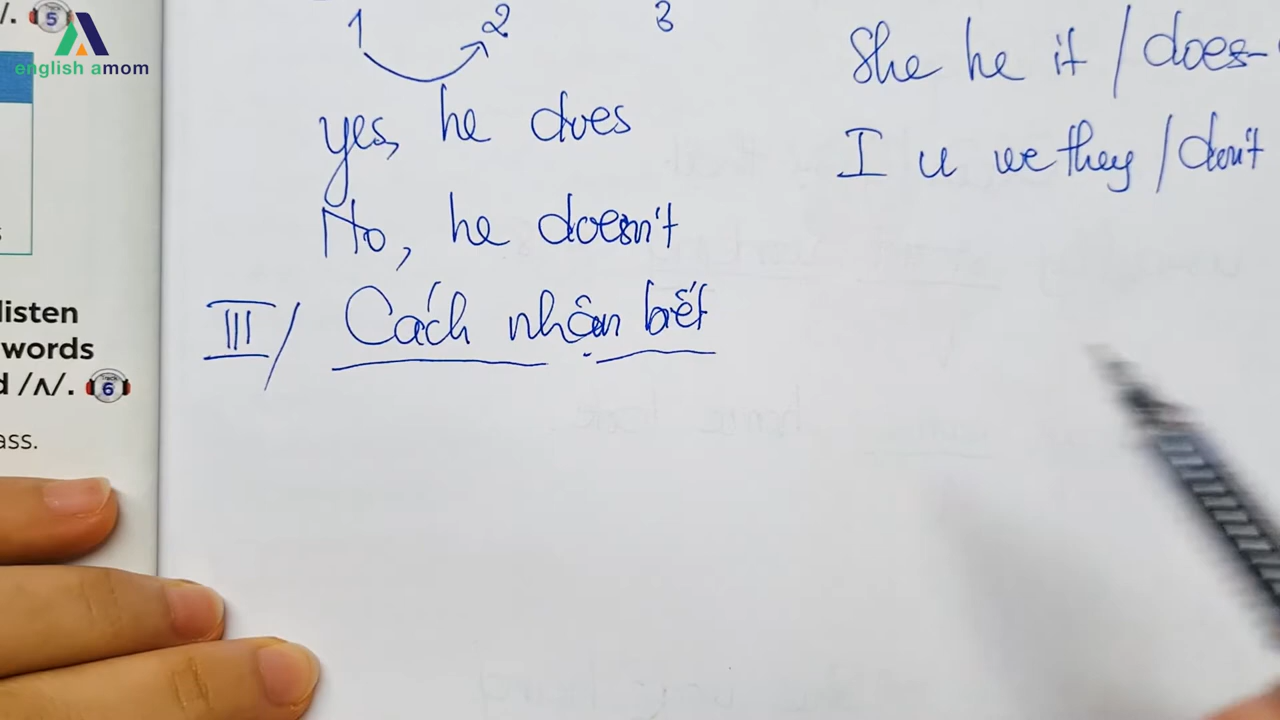 /. 5
english amom
1 2 3
yes, he does
No, he doesn't
She he it / does-
I u we they / don't
III/ Cách nhận biết
listen
words
d /ʌ/. 6
ass.